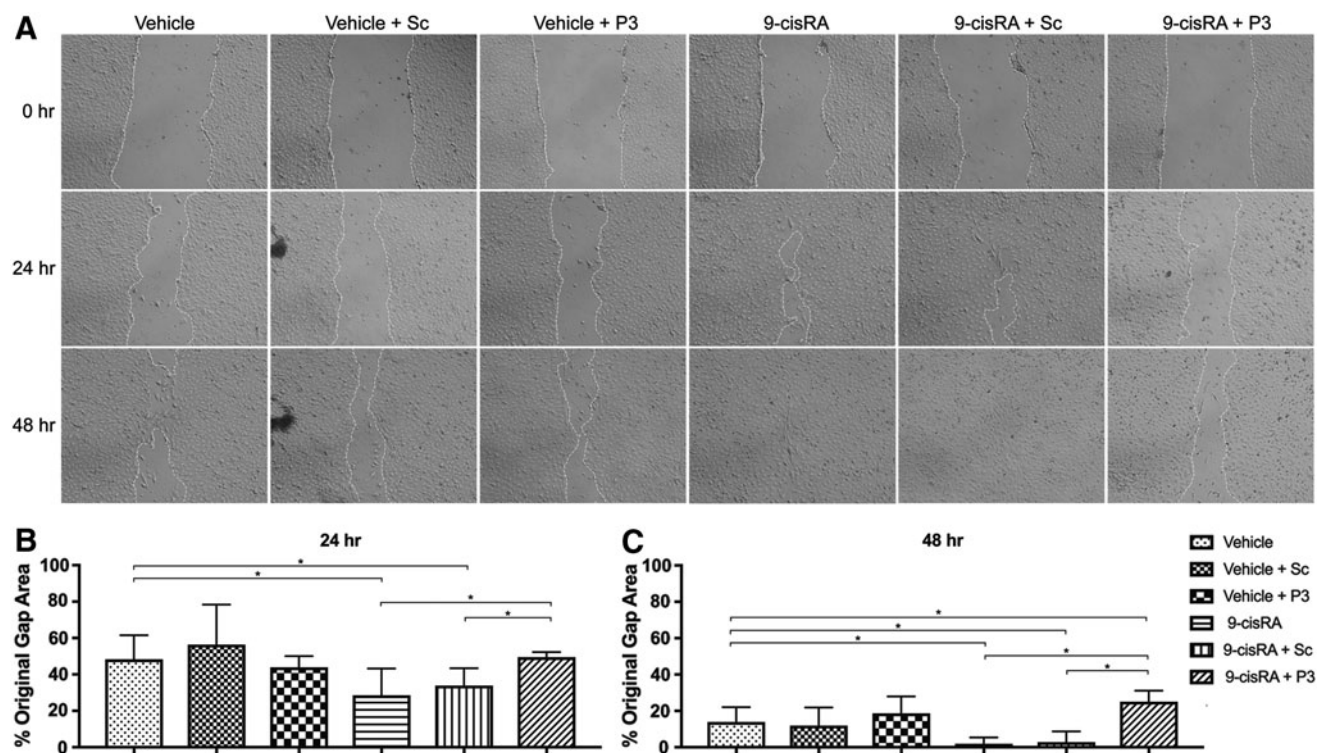 A
Vehicle
Vehicle + Sc
Vehicle + P3
9-cisRA
9-cisRA + Sc
9-cisRA + P3
0 hr
24 hr
48 hr
B
24 hr
% Original Gap Area
100
80
60
40
20
0
*
*
*
*
C
48 hr
% Original Gap Area
100
80
60
40
20
0
*
*
*
*
*
Vehicle
Vehicle + Sc
Vehicle + P3
9-cisRA
9-cisRA + Sc
9-cisRA + P3